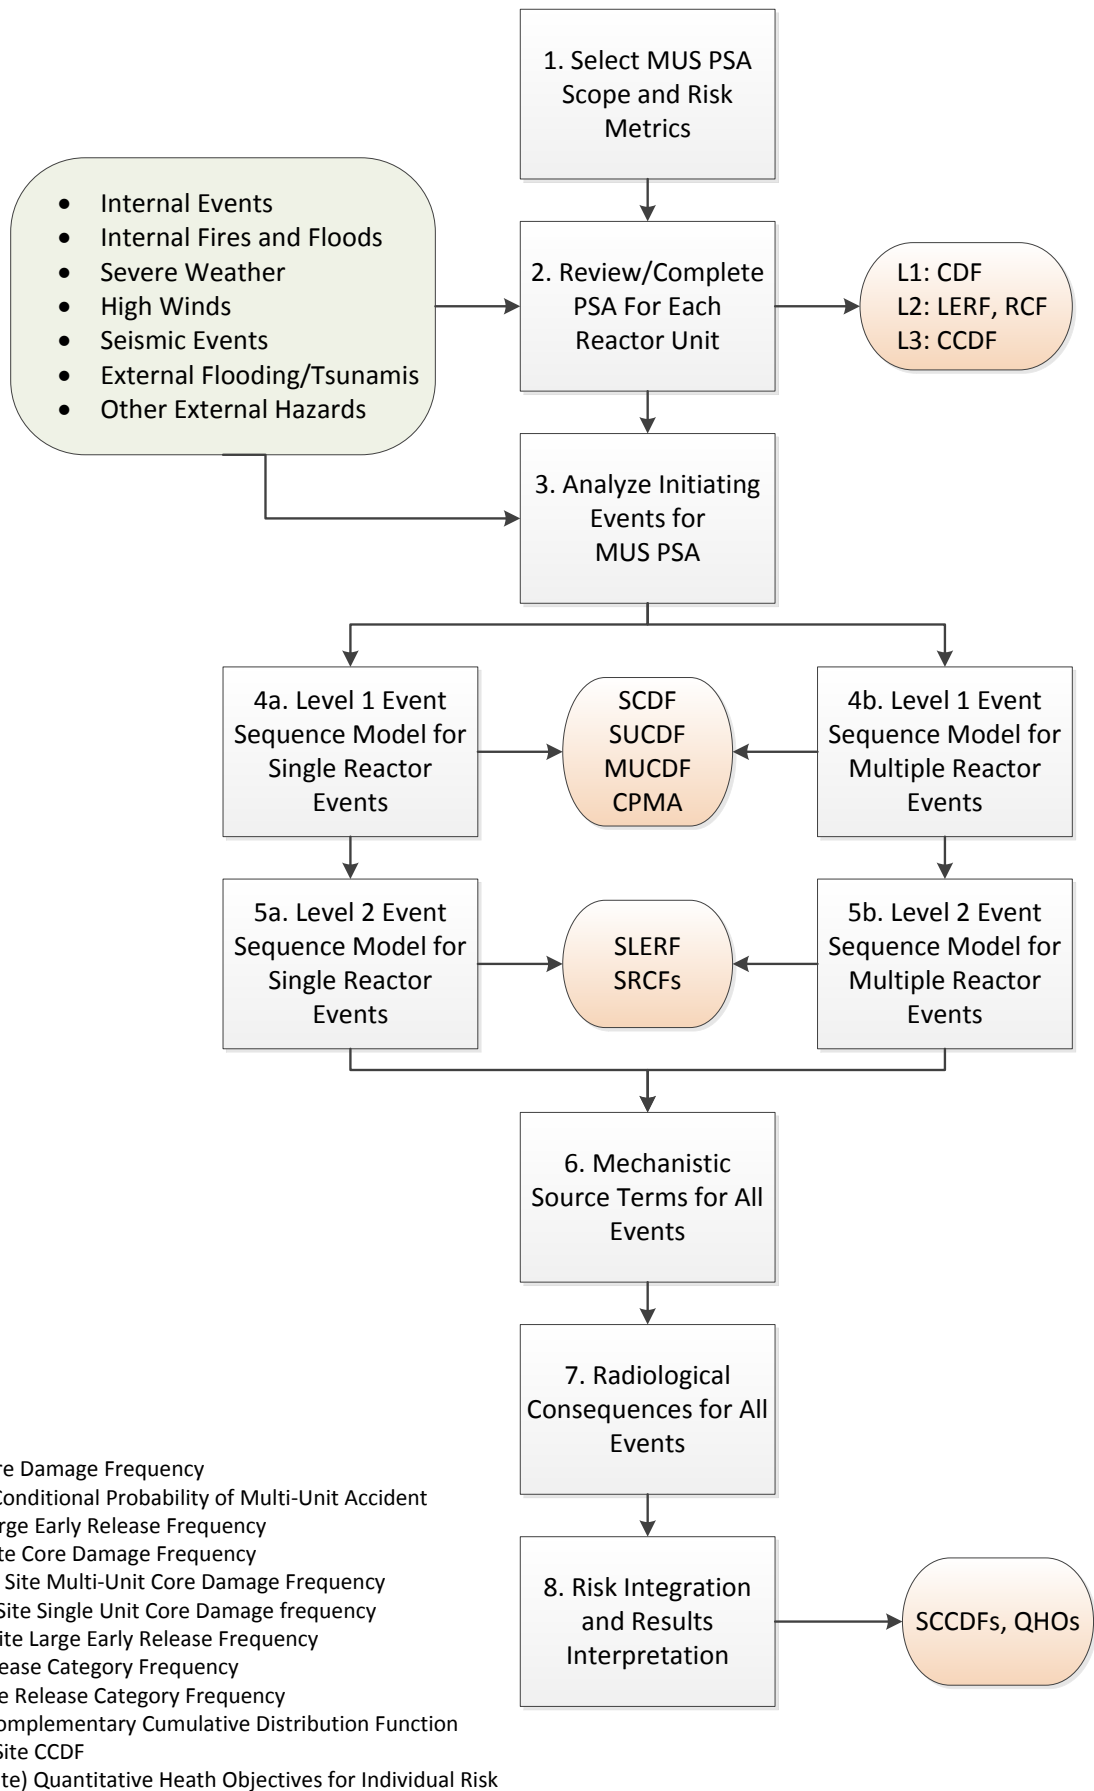 1. Select MUS PSA
Scope and Risk
Metrics
• Internal Events
• Internal Fires and Floods
• Severe Weather
• High Winds
• Seismic Events
• External Flooding/Tsunamis
• Other External Hazards
2. Review/Complete
PSA For Each
Reactor Unit
L1: CDF
L2: LERF, RCF
L3: CCDF
3. Analyze Initiating
Events for
MUS PSA
4a. Level 1 Event
Sequence Model for
Single Reactor
Events
SCDF
SUCDF
MUCDF
CPMA
4b. Level 1 Event
Sequence Model for
Multiple Reactor
Events
5a. Level 2 Event
Sequence Model for
Single Reactor
Events
SLERF
SRCFs
5b. Level 2 Event
Sequence Model for
Multiple Reactor
Events
6. Mechanistic
Source Terms for All
Events
7. Radiological
Consequences for All
Events
8. Risk Integration
and Results
Interpretation
SCCDFs, QHOs
re Damage Frequency
Conditional Probability of Multi-Unit Accident
rge Early Release Frequency
te Core Damage Frequency
Site Multi-Unit Core Damage Frequency
Site Single Unit Core Damage frequency
ite Large Early Release Frequency
ease Category Frequency
e Release Category Frequency
omplementary Cumulative Distribution Function
Site CCDF
te) Quantitative Heath Objectives for Individual Risk